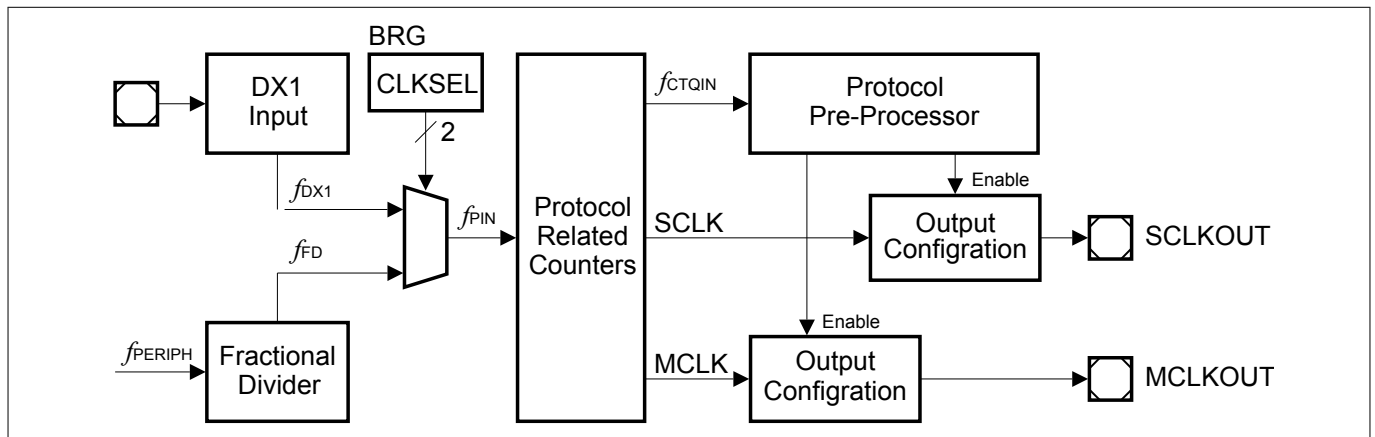 BRG
DX1
Input
CLKSEL
2
fCTQIN
Protocol
Pre-Processor
fDX1
fPIN
fFD
Protocol
Related
Counters
SCLK
Enable
Output
Configration
SCLKOUT
fPERIPH
Fractional
Divider
MCLK
Enable
Output
Configration
MCLKOUT